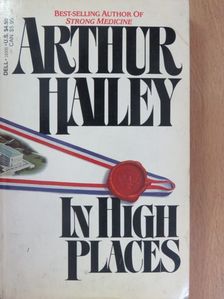 BEST-SELLING AUTHOR OF
STRONG MEDICINE
ARTHUR
HAILEY
IN HIGH
PLACES